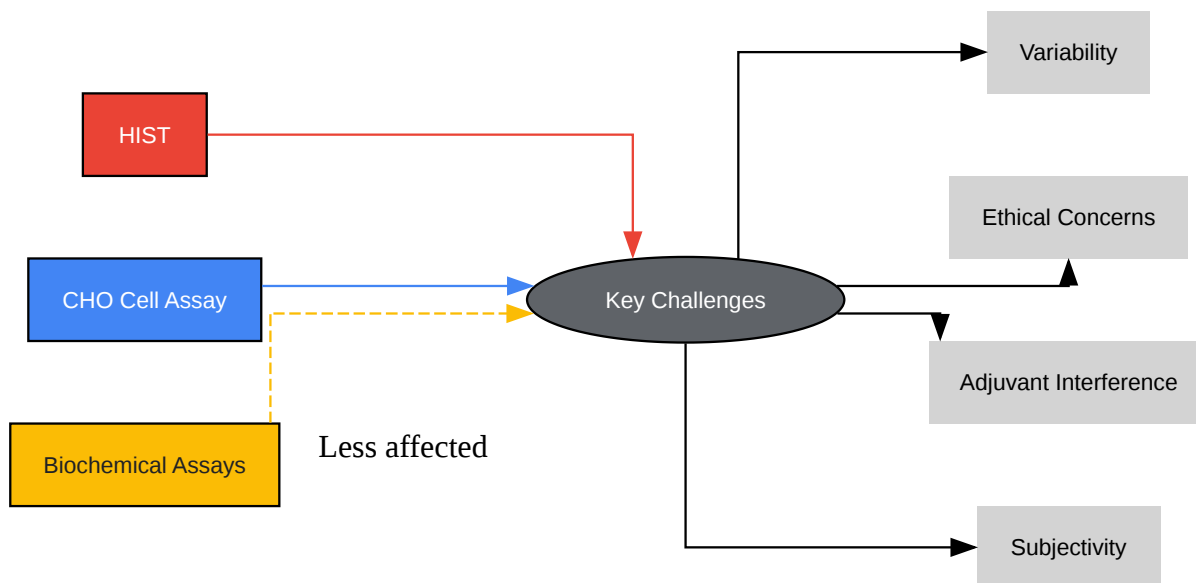 HIST
CHO Cell Assay
Biochemical Assays
Less affected
Key Challenges
Variability
Ethical Concerns
Adjuvant Interference
Subjectivity